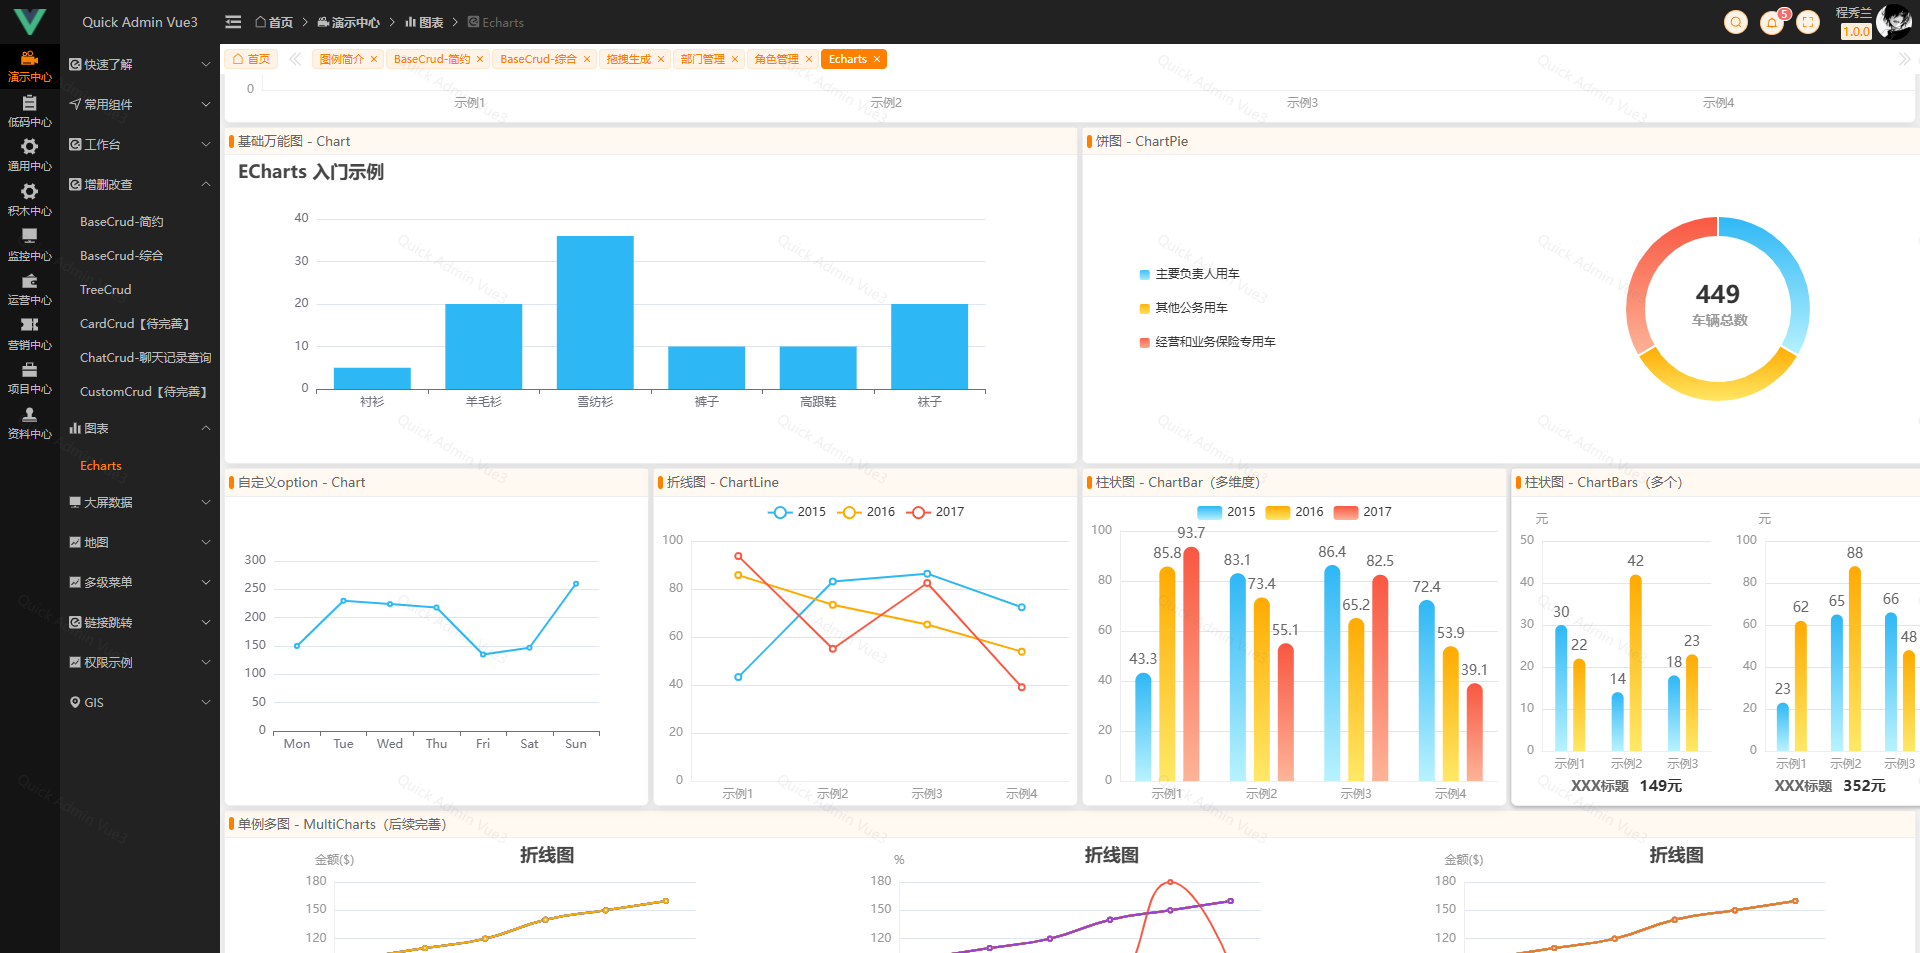 Quick Admin Vue3
首页
演示中心
图表
Echarts
5
程秀兰
1.0.0
演示中心
低码中心
通用中心
积木中心
监控中心
运营中心
营销中心
项目中心
资料中心
快速了解
常用组件
工作台
增删改查
BaseCrud-简约
BaseCrud-综合
TreeCrud
CardCrud【待完善】
ChatCrud-聊天记录查询
CustomCrud【待完善】
图表
Echarts
大屏数据
地图
多级菜单
链接跳转
权限示例
GIS
首页
图例简介
BaseCrud-简约
BaseCrud-综合
拖拽生成
部门管理
角色管理
Echarts
0
示例1
示例2
示例3
示例4
基础万能图 - Chart
ECharts 入门示例
40
30
20
10
0
衬衫
羊毛衫
雪纺衫
裤子
高跟鞋
袜子
饼图 - ChartPie
主要负责人用车
其他公务用车
经营和业务保险专用车
449
车辆总数
自定义option - Chart
300
250
200
150
100
50
0
Mon
Tue
Wed
Thu
Fri
Sat
Sun
折线图 - ChartLine
2015
2016
2017
100
80
60
40
20
0
示例1
示例2
示例3
示例4
柱状图 - ChartBar（多维度）
2015
2016
2017
100
80
60
40
20
0
43.3
85.8
93.7
83.1
73.4
55.1
86.4
65.2
82.5
72.4
53.9
39.1
示例1
示例2
示例3
示例4
柱状图 - ChartBars（多个）
元
50
40
30
20
10
0
30
22
14
42
18
23
示例1
示例2
示例3
XXX标题 149元
元
100
80
60
40
20
0
23
62
65
88
66
48
示例1
示例2
示例3
XXX标题 352元
单例多图 - MultiCharts（后续完善）
金额($)
折线图
180
150
120
%
折线图
180
150
120
金额($)
折线图
180
150
120
Quick Admin Vue3